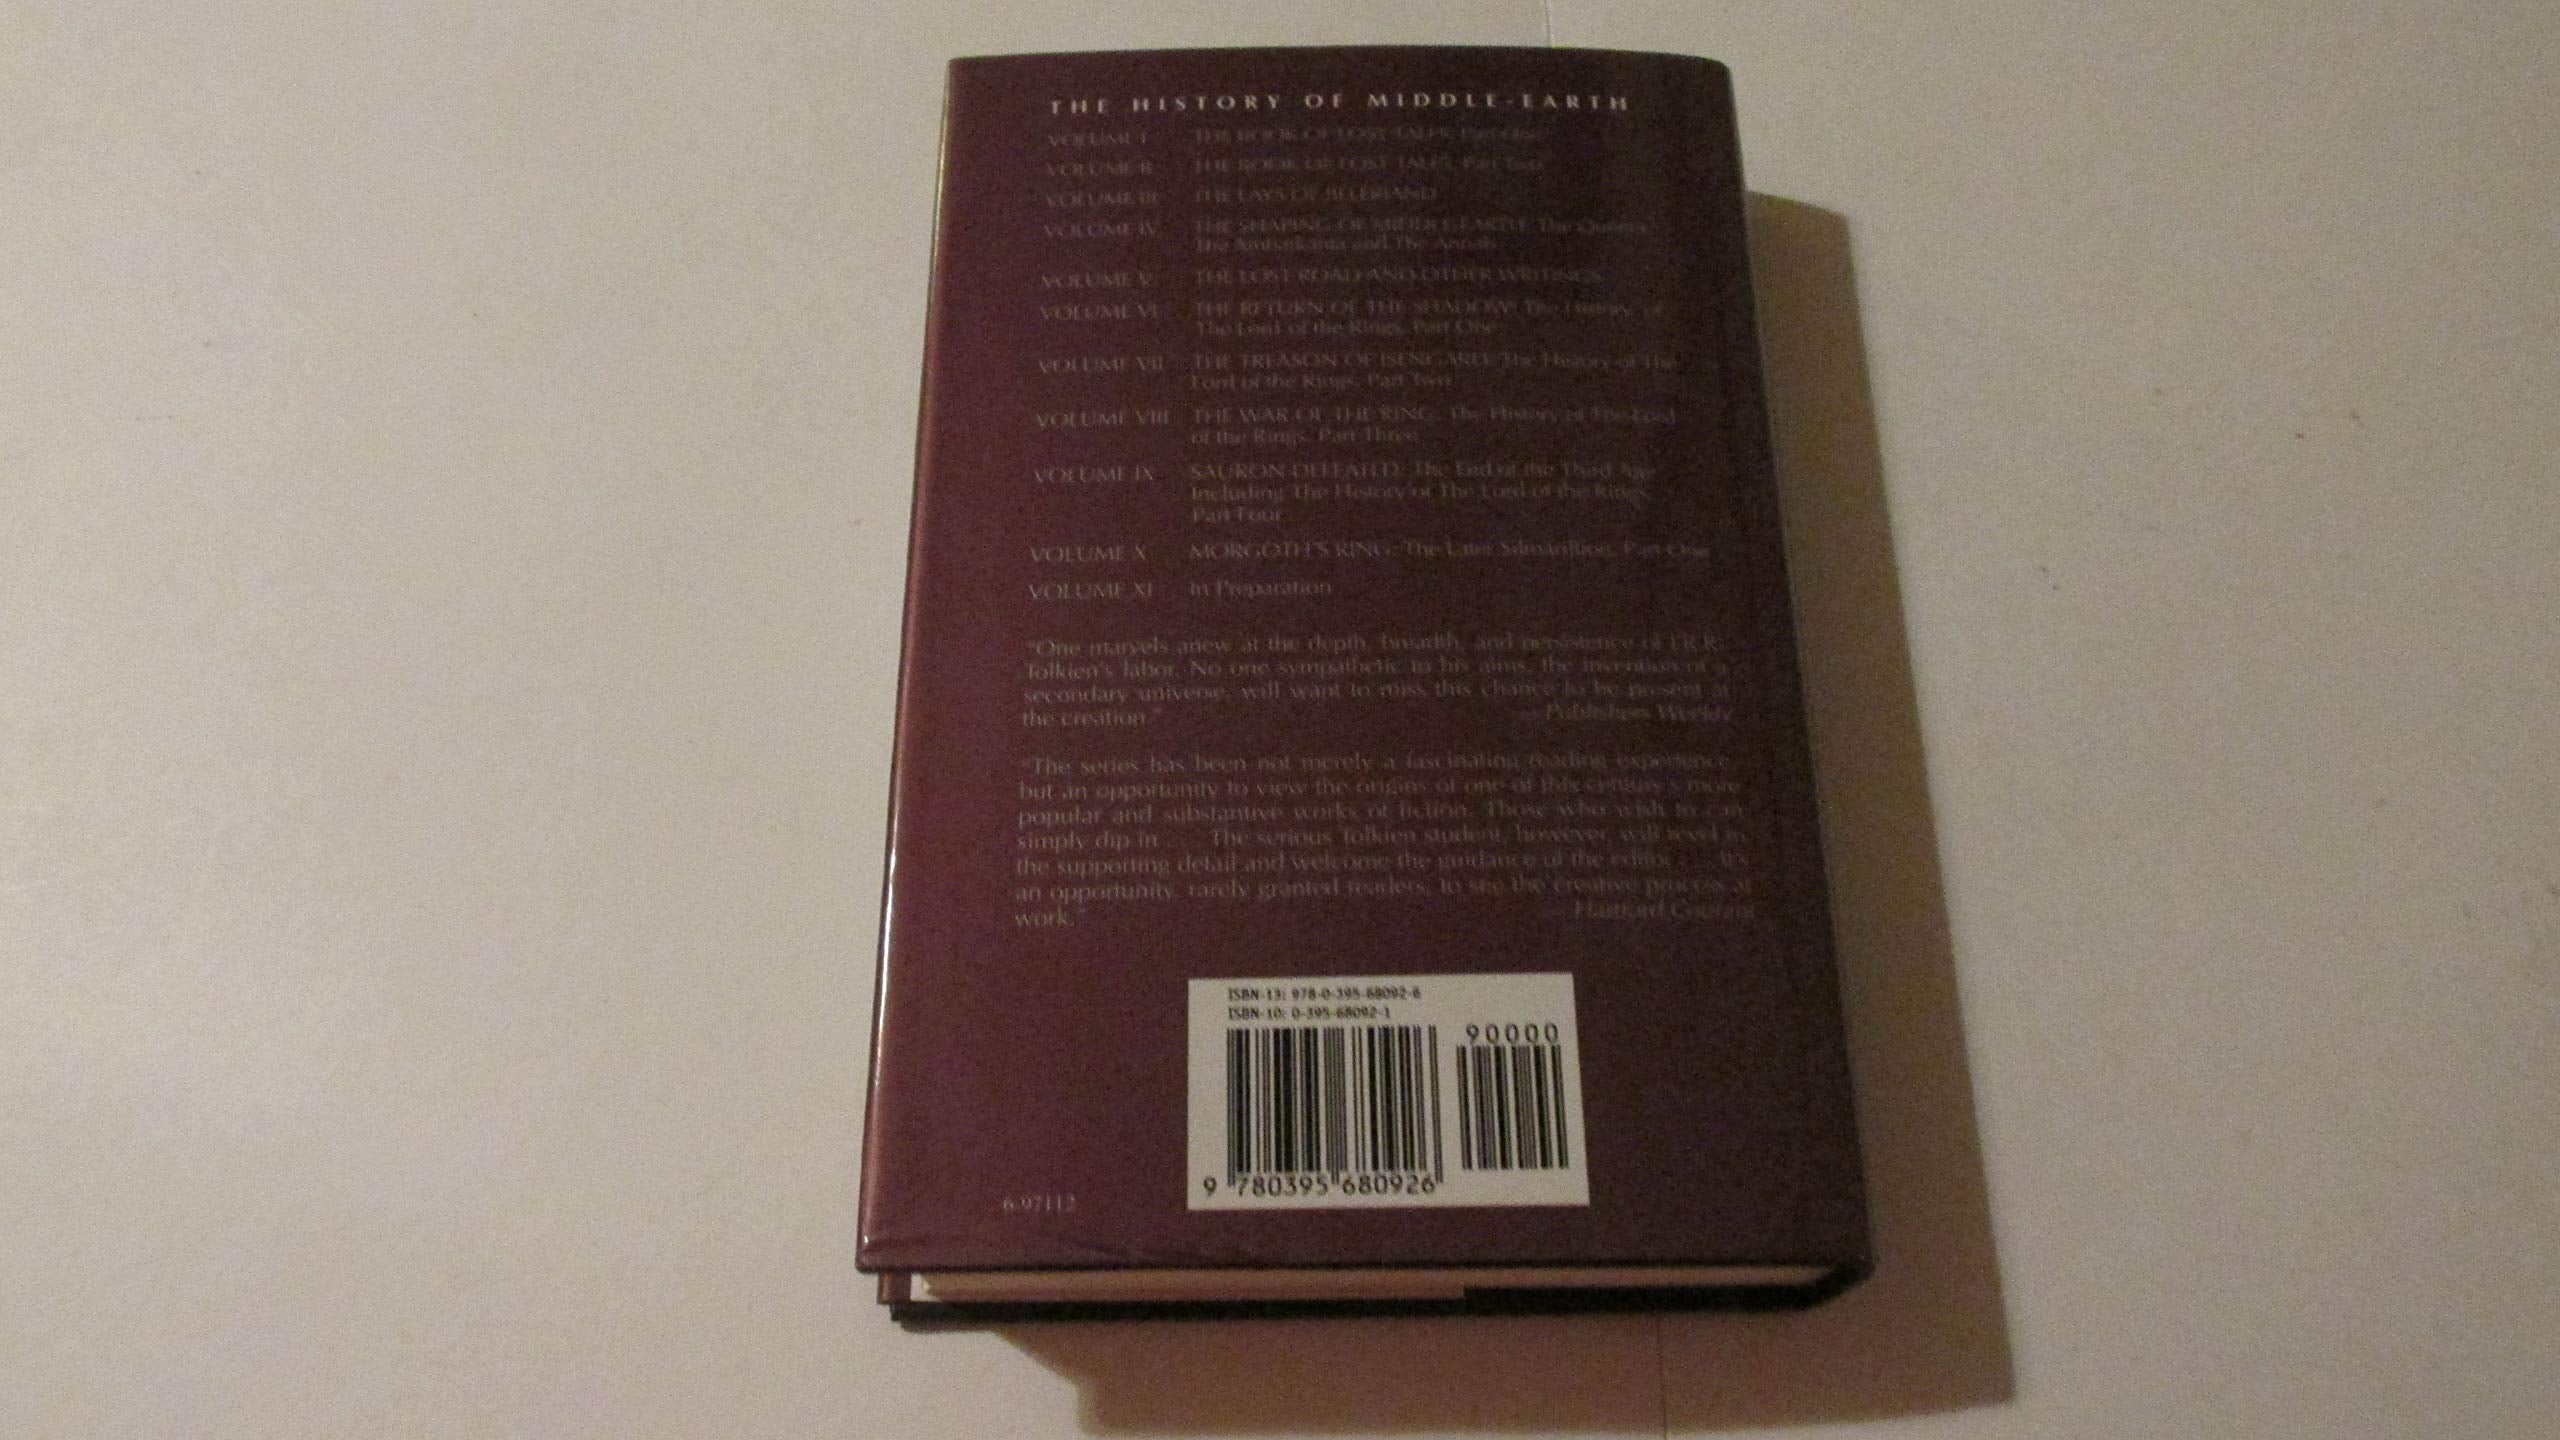 THE HISTORY OF MIDDLE-EARTH
VOLUME I THE BOOK OF LOST TALES, Part One
VOLUME II THE BOOK OF LOST TALES, Part Two
VOLUME III THE LAYS OF BELERIAND
VOLUME IV THE SHAPING OF MIDDLE-EARTH: The Quenta,
The Ambarkanta and The Annals
VOLUME V THE LOST ROAD AND OTHER WRITINGS
VOLUME VI THE RETURN OF THE SHADOW: The History of
The Lord of the Rings, Part One
VOLUME VII THE TREASON OF ISENGARD: The History of The
Lord of the Rings, Part Two
VOLUME VIII THE WAR OF THE RING: The History of The Lord
of the Rings, Part Three
VOLUME IX SAURON DEFEATED: The End of the Third Age
Including The History of The Lord of the Rings,
Part Four
VOLUME X MORGOTH'S RING: The Later Silmarillion, Part One
VOLUME XI In Preparation
"One marvels anew at the depth, breadth, and persistence of J.R.R.
Tolkien's labor. No one sympathetic to his aims, the invention of a
secondary universe, will want to miss this chance to be present at
the creation." —Publishers Weekly
"The series has been not merely a fascinating reading experience
but an opportunity to view the origins of one of this century's more
popular and substantive works of fiction. Those who wish to can
simply dip in . . . The serious Tolkien student, however, will revel in
the supporting detail and welcome the guidance of the editor . . . It's
an opportunity, rarely granted readers, to see the creative process at
work." —Hartford Courant
ISBN-13: 978-0-395-68092-6
ISBN-10: 0-395-68092-1
90000
9 780395 680926
6-97112